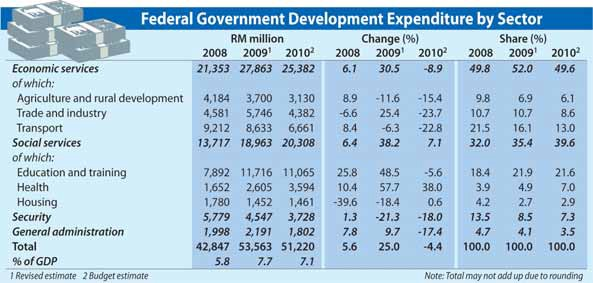 Federal Government Development Expenditure by Sector
RM million Change (%) Share (%)
2008 2009¹ 2010² 2008 2009¹ 2010² 2008 2009¹ 2010²
Economic services 21,353 27,863 25,382 6.1 30.5 -8.9 49.8 52.0 49.6
of which:
Agriculture and rural development 4,184 3,700 3,130 8.9 -11.6 -15.4 9.8 6.9 6.1
Trade and industry 4,581 5,746 4,382 -6.6 25.4 -23.7 10.7 10.7 8.6
Transport 9,212 8,633 6,661 8.4 -6.3 -22.8 21.5 16.1 13.0
Social services 13,717 18,963 20,308 6.4 38.2 7.1 32.0 35.4 39.6
of which:
Education and training 7,892 11,716 11,065 25.8 48.5 -5.6 18.4 21.9 21.6
Health 1,652 2,605 3,594 10.4 57.7 38.0 3.9 4.9 7.0
Housing 1,780 1,452 1,461 -39.6 -18.4 0.6 4.2 2.7 2.9
Security 5,779 4,547 3,728 1.3 -21.3 -18.0 13.5 8.5 7.3
General administration 1,998 2,191 1,802 7.8 9.7 -17.4 4.7 4.1 3.5
Total 42,847 53,563 51,220 5.6 25.0 -4.4 100.0 100.0 100.0
% of GDP 5.8 7.7 7.1
1 Revised estimate 2 Budget estimate Note: Total may not add up due to rounding